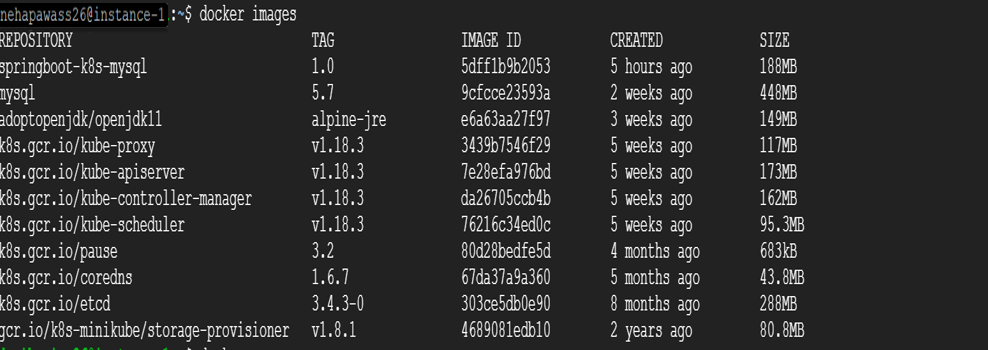 nehapawass26@instance-1:~$ docker images
REPOSITORY TAG IMAGE ID CREATED SIZE
springboot-k8s-mysql 1.0 5dff1b9b2053 5 hours ago 188MB
mysql 5.7 9cfcce23593a 2 weeks ago 448MB
adoptopenjdk/openjdk11 alpine-jre e6a63aa27f97 3 weeks ago 149MB
k8s.gcr.io/kube-proxy v1.18.3 3439b7546f29 5 weeks ago 117MB
k8s.gcr.io/kube-apiserver v1.18.3 7e28efa976bd 5 weeks ago 173MB
k8s.gcr.io/kube-controller-manager v1.18.3 da26705ccb4b 5 weeks ago 162MB
k8s.gcr.io/kube-scheduler v1.18.3 76216c34ed0c 5 weeks ago 95.3MB
k8s.gcr.io/pause 3.2 80d28bedfe5d 4 months ago 683kB
k8s.gcr.io/coredns 1.6.7 67da37a9a360 5 months ago 43.8MB
k8s.gcr.io/etcd 3.4.3-0 303ce5db0e90 8 months ago 288MB
gcr.io/k8s-minikube/storage-provisioner v1.8.1 4689081edb10 2 years ago 80.8MB